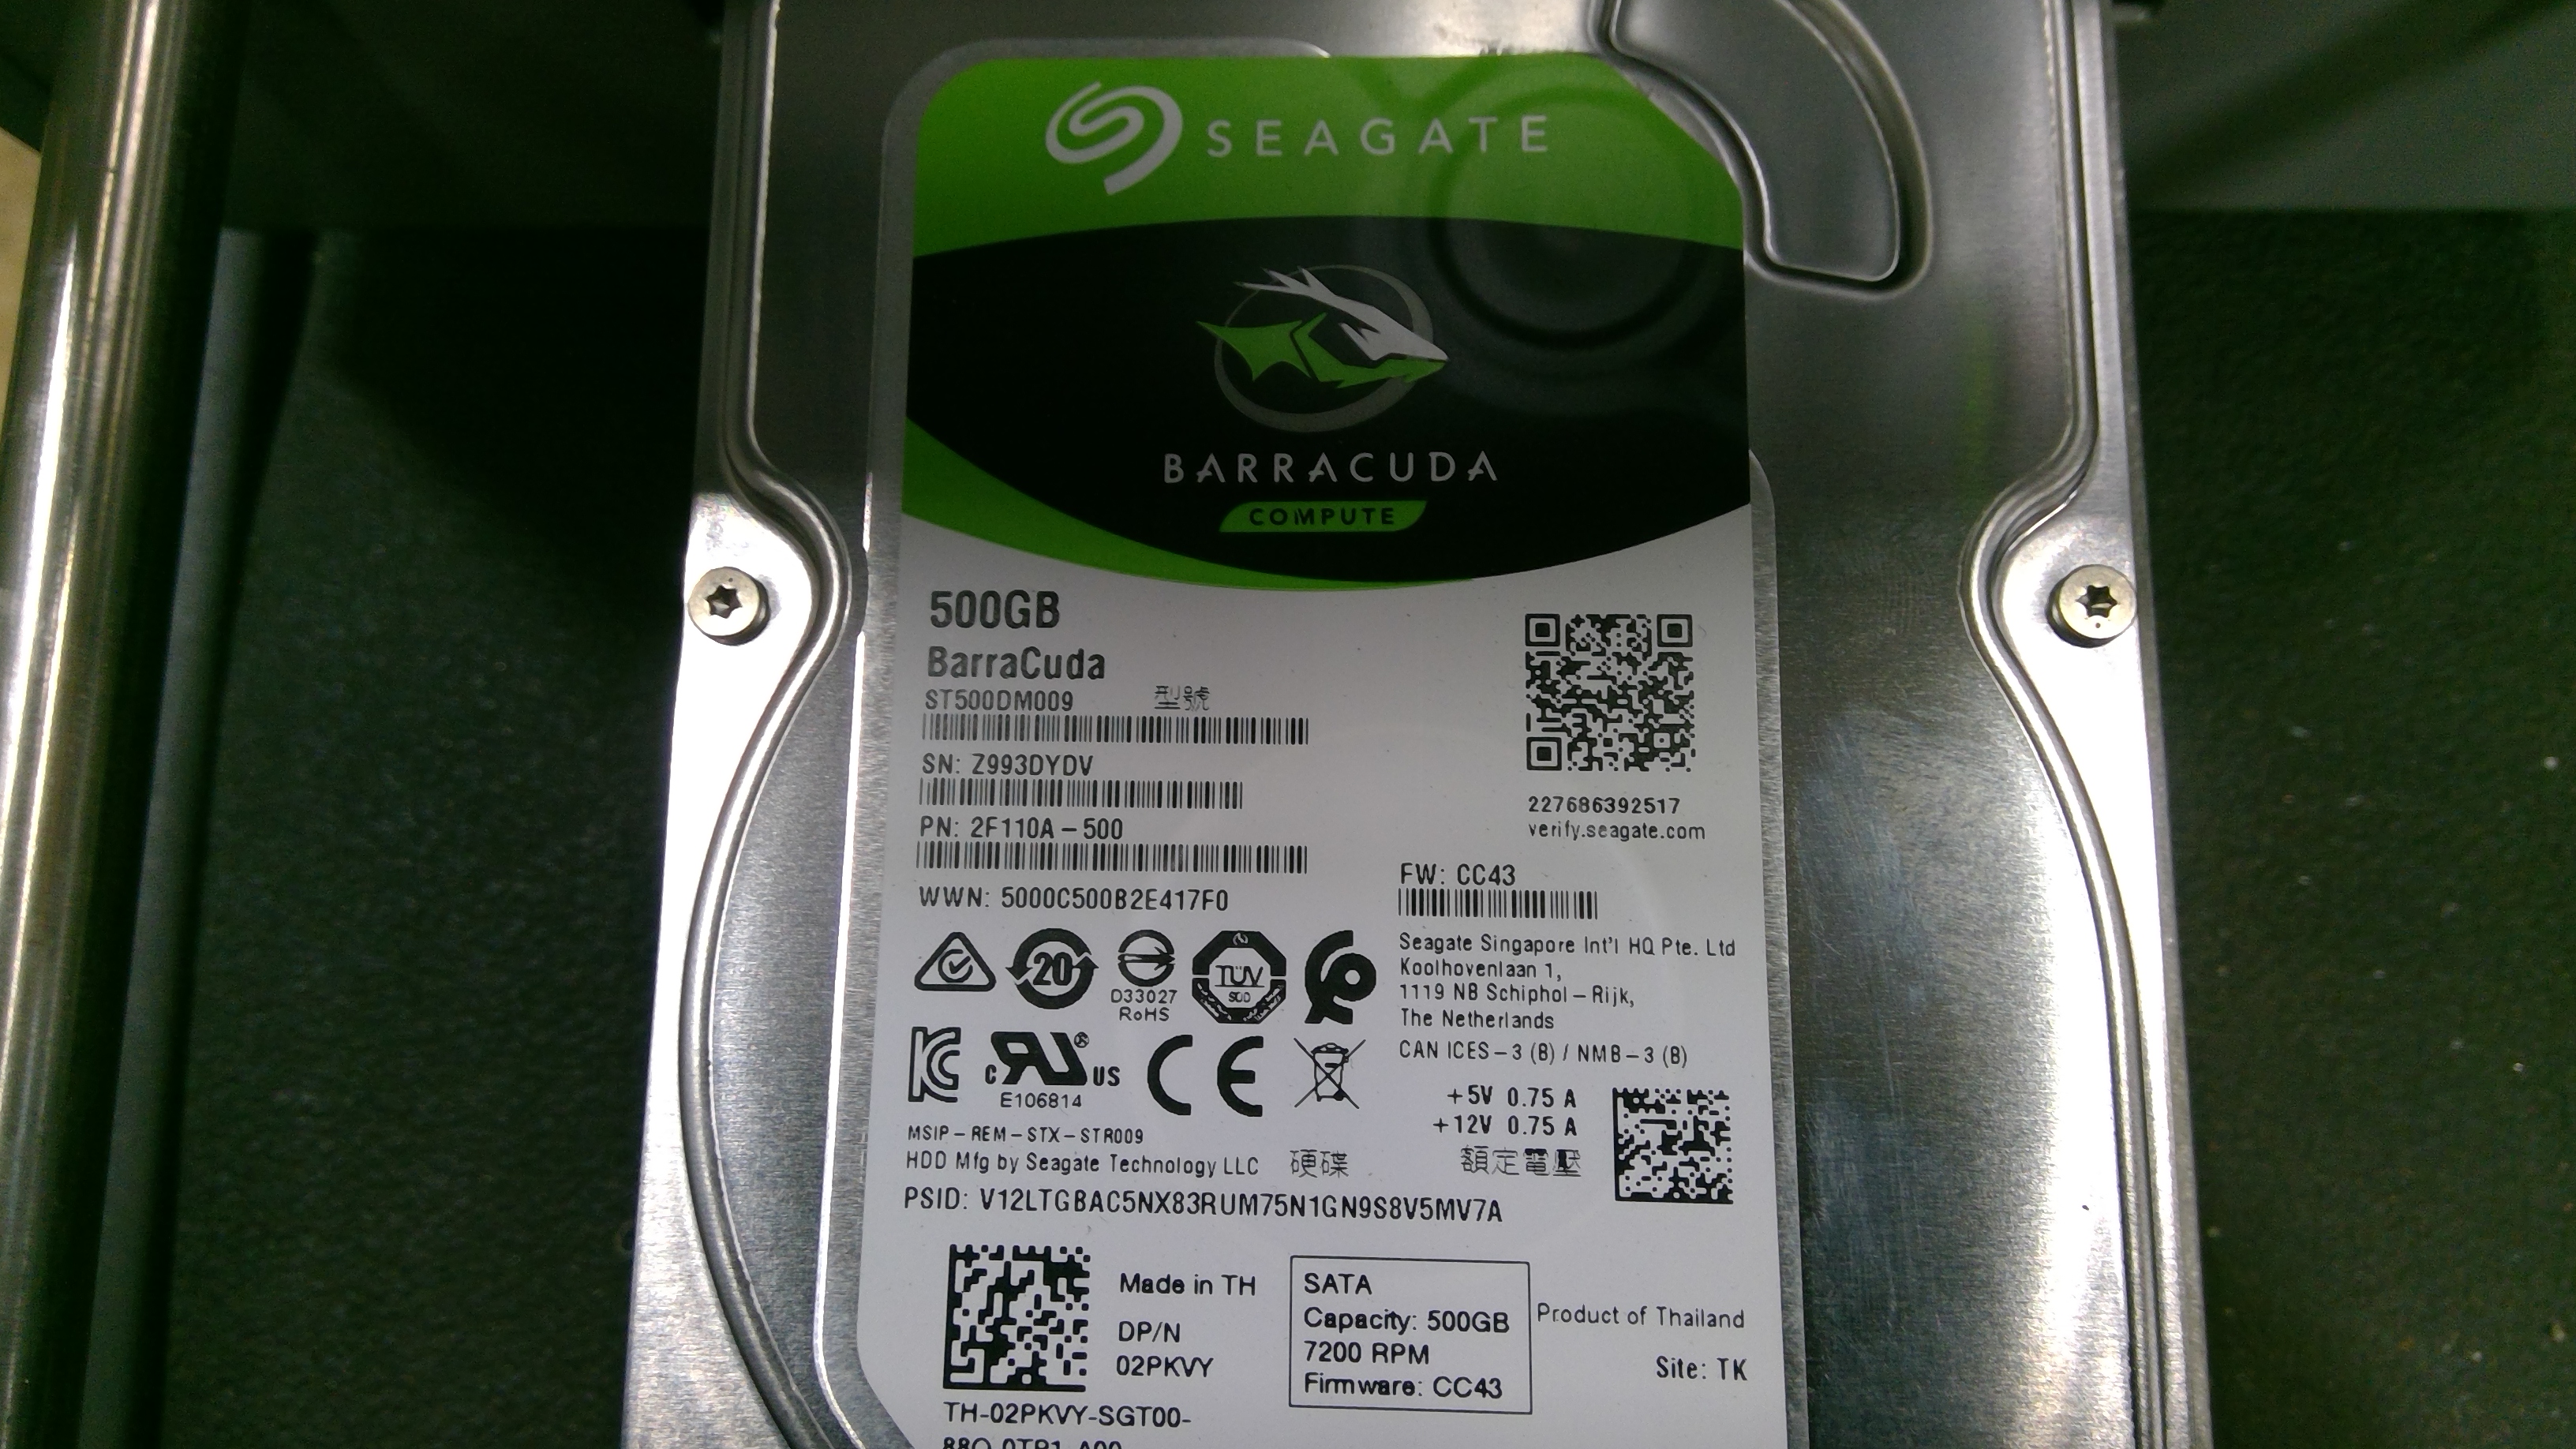 SEAGATE
BARRACUDA
COMPUTE
500GB
BarraCuda
ST500DM009 型號
SN: Z993DYDV
PN: 2F110A-500
WWN: 5000C500B2E417F0
227686392517
verify.seagate.com
FW: CC43
Seagate Singapore Int'l HQ Pte. Ltd
Koolhovenlaan 1,
1119 NB Schiphol-Rijk,
The Netherlands
CAN ICES-3 (B) / NMB-3 (B)
20
D33027
RoHS
TÜV
SÜD
c US ®
E106814
CE
+5V 0.75 A
+12V 0.75 A
額定電壓
MSIP-REM-STX-STR009
HDD Mfg by Seagate Technology LLC 硬碟
PSID: V12LTGBAC5NX83RUM75N1GN9S8V5MV7A
Made in TH
DP/N
02PKVY
SATA
Capacity: 500GB
7200 RPM
Firmware: CC43
Product of Thailand
Site: TK
TH-02PKVY-SGT00-